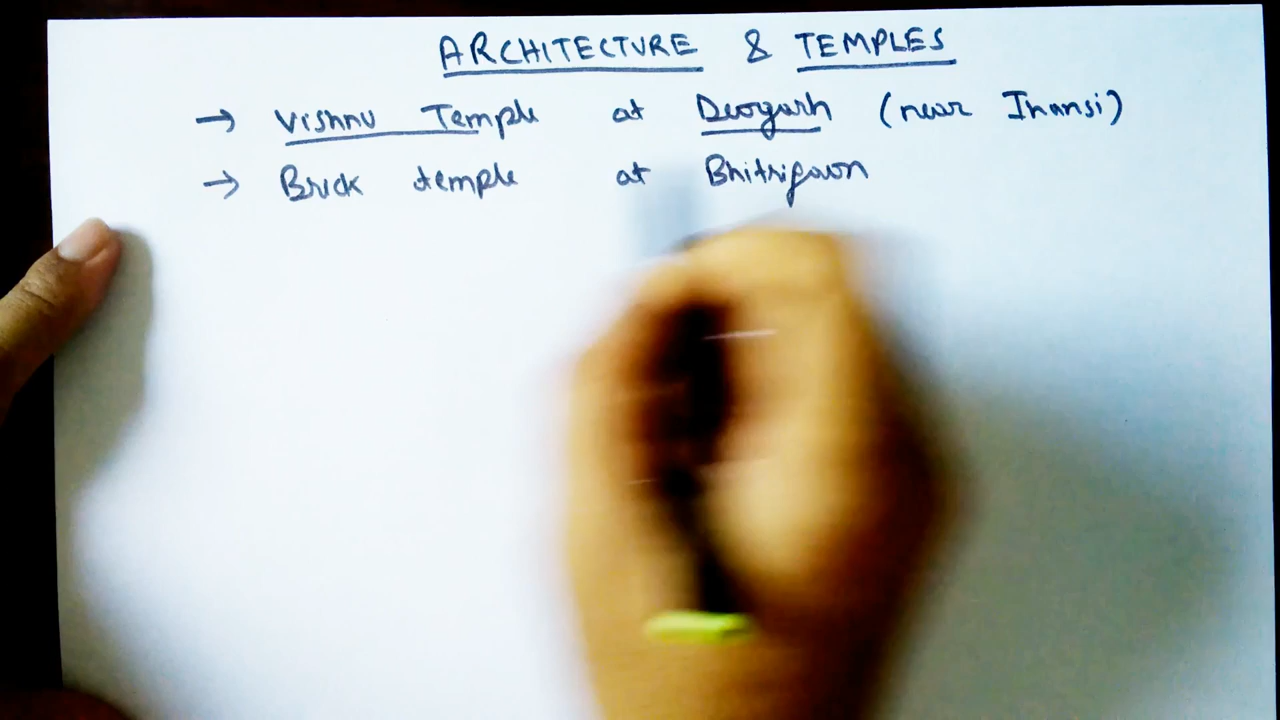 ARCHITECTURE & TEMPLES
→ Vishnu Temple at Deogarh (near Jhansi)
→ Brick temple at Bhitrigaon